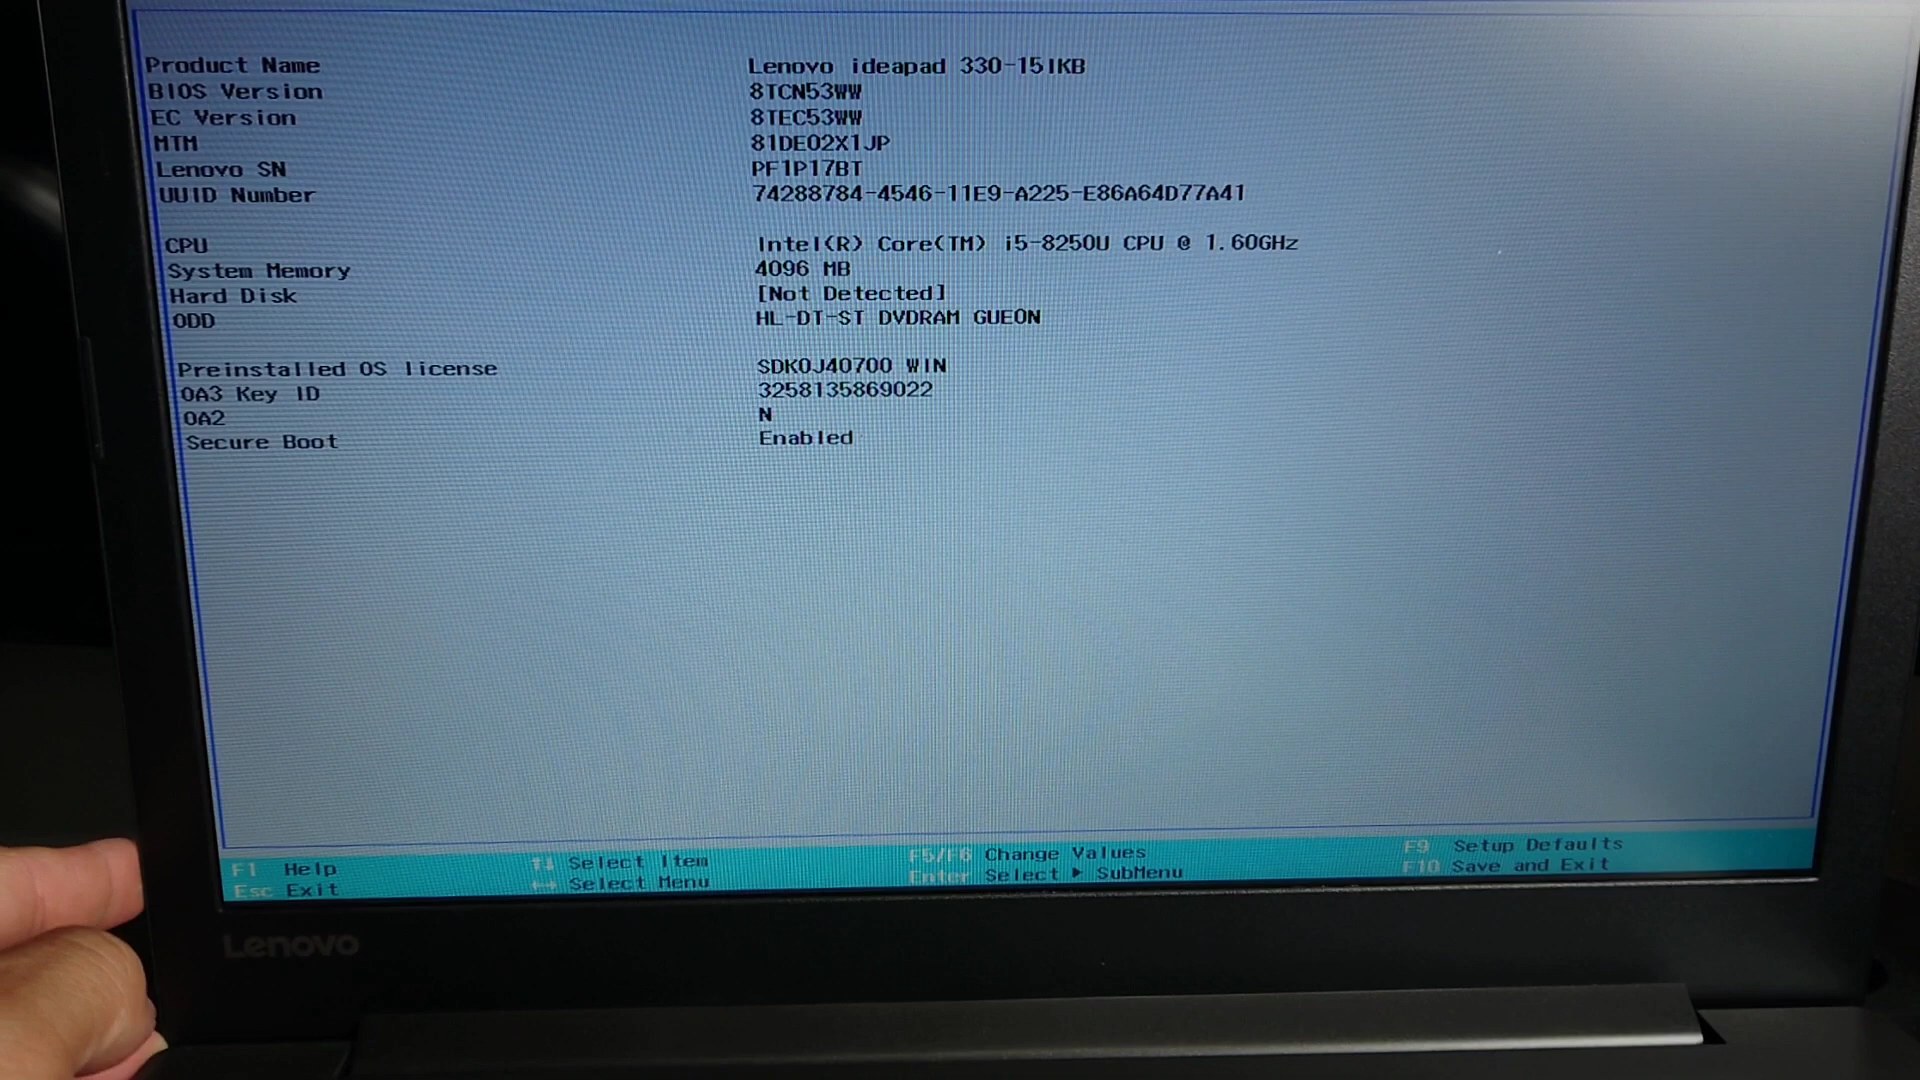 Product Name Lenovo ideapad 330-15IKB
BIOS Version 8TCN53WW
EC Version 8TEC53WW
MTM 81DE02X1JP
Lenovo SN PF1P17BT
UUID Number 74288784-4546-11E9-A225-E86A64D77A41
CPU Intel(R) Core(TM) i5-8250U CPU @ 1.60GHz
System Memory 4096 MB
Hard Disk [Not Detected]
ODD HL-DT-ST DVDRAM GUE0N
Preinstalled OS license SDK0J40700 WIN
OA3 Key ID 3258135869022
OA2 N
Secure Boot Enabled
F1 Help ↑↓ Select Item F5/F6 Change Values F9 Setup Defaults
Esc Exit ←→ Select Menu Enter Select ▶ SubMenu F10 Save and Exit
Lenovo